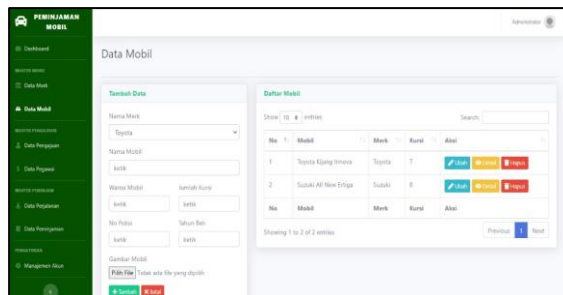 PEMINJAMAN
MOBIL
Administrator
Dashboard
Data Merk
Data Mobil
Data Pengajuan
Data Pegawai
Data Perjalanan
Data Peminjaman
PENGATURAN
Manajemen Akun
Data Mobil
Tambah Data
Nama Merk
Toyota
Nama Mobil
ketik
Warna Mobil Jumlah Kursi
ketik ketik
No Polisi Tahun Beli
ketik ketik
Gambar Mobil
Pilih File Tidak ada file yang dipilih
+ Tambah Batal
Daftar Mobil
Show 10 entries Search:
No Mobil Merk Kursi Aksi
1 Toyota Kijang Innova Toyota 7 Ubah Detail Hapus
2 Suzuki All New Ertiga Suzuki 8 Ubah Detail Hapus
No Mobil Merk Kursi Aksi
Showing 1 to 2 of 2 entries Previous 1 Next